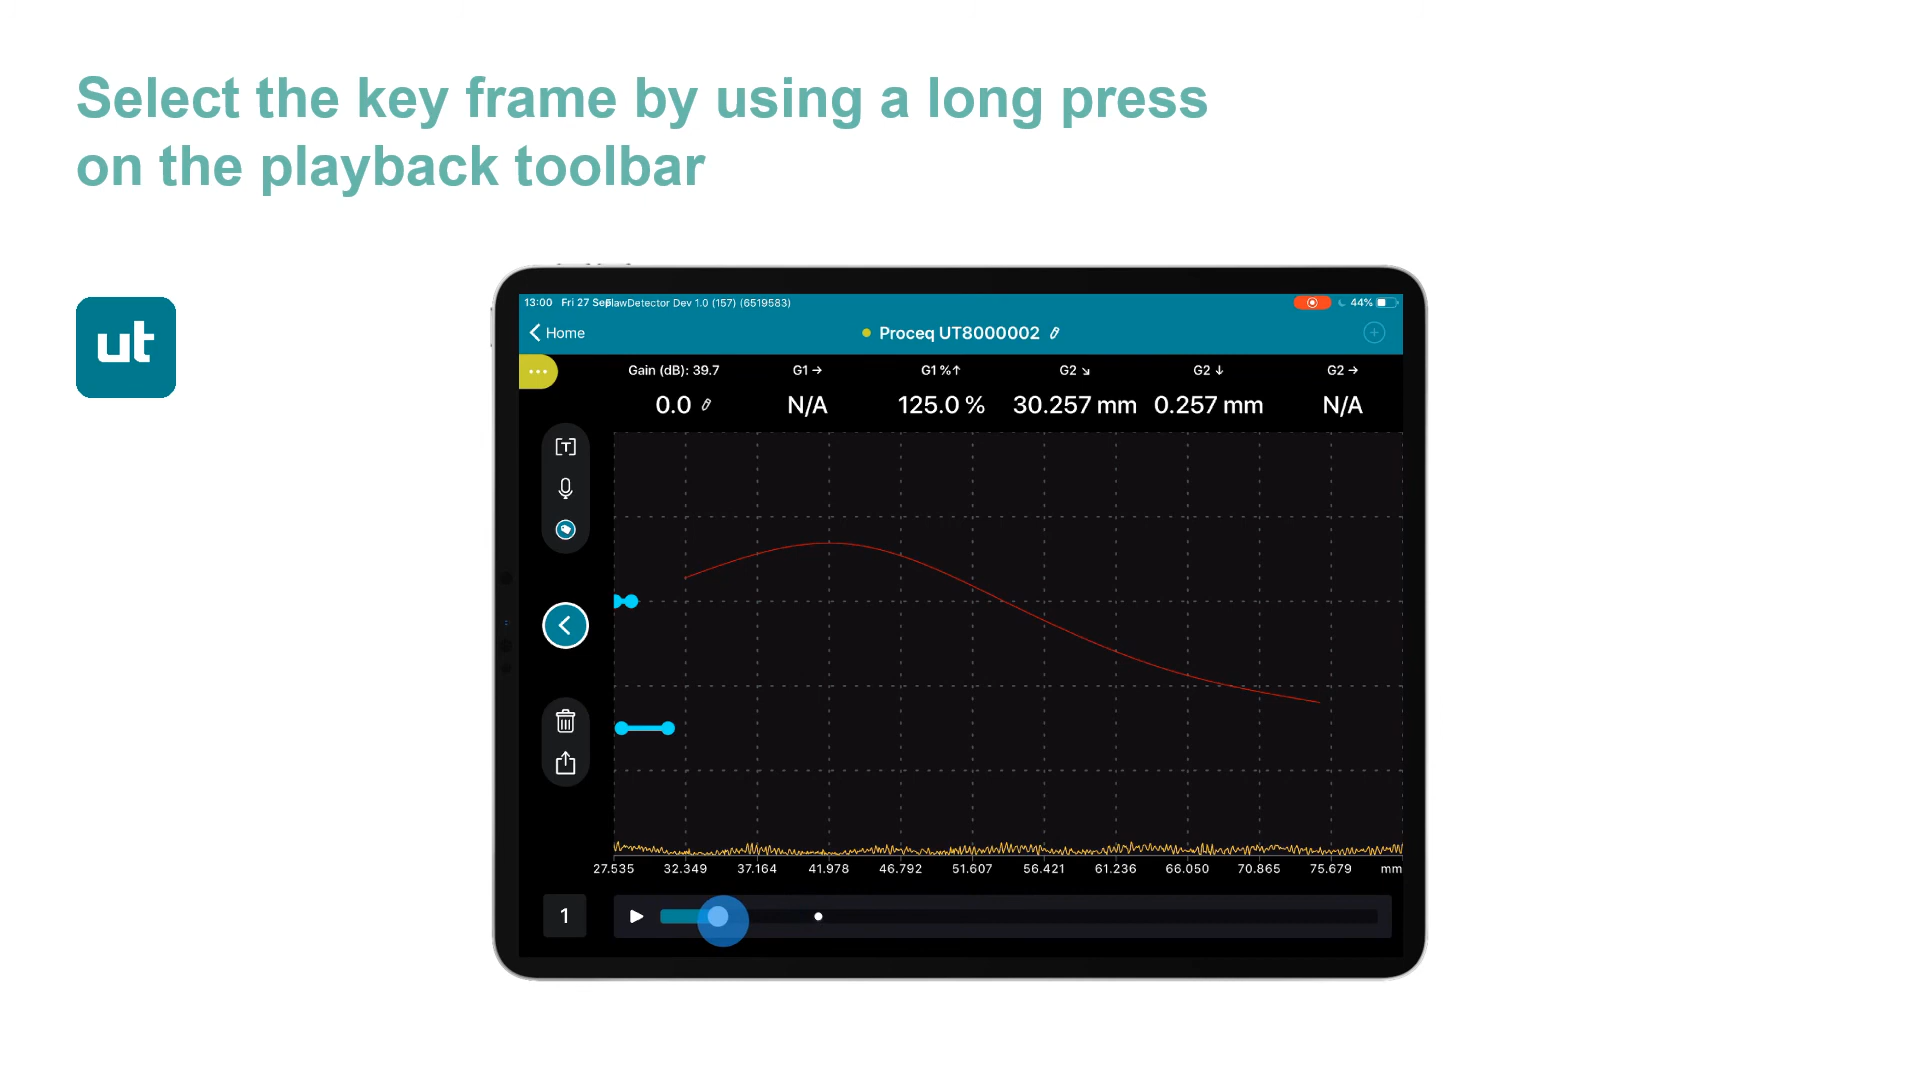 Select the key frame by using a long press
on the playback toolbar
ut
13:00 Fri 27 Sep FlawDetector Dev 1.0 (157) (6519583) 44%
Home Proceq UT8000002
Gain (dB): 39.7 G1→ G1%↑ G2↘ G2↓ G2→
0.0 N/A 125.0 % 30.257 mm 0.257 mm N/A
T
27.535 32.349 37.164 41.978 46.792 51.607 56.421 61.236 66.050 70.865 75.679 mm
1